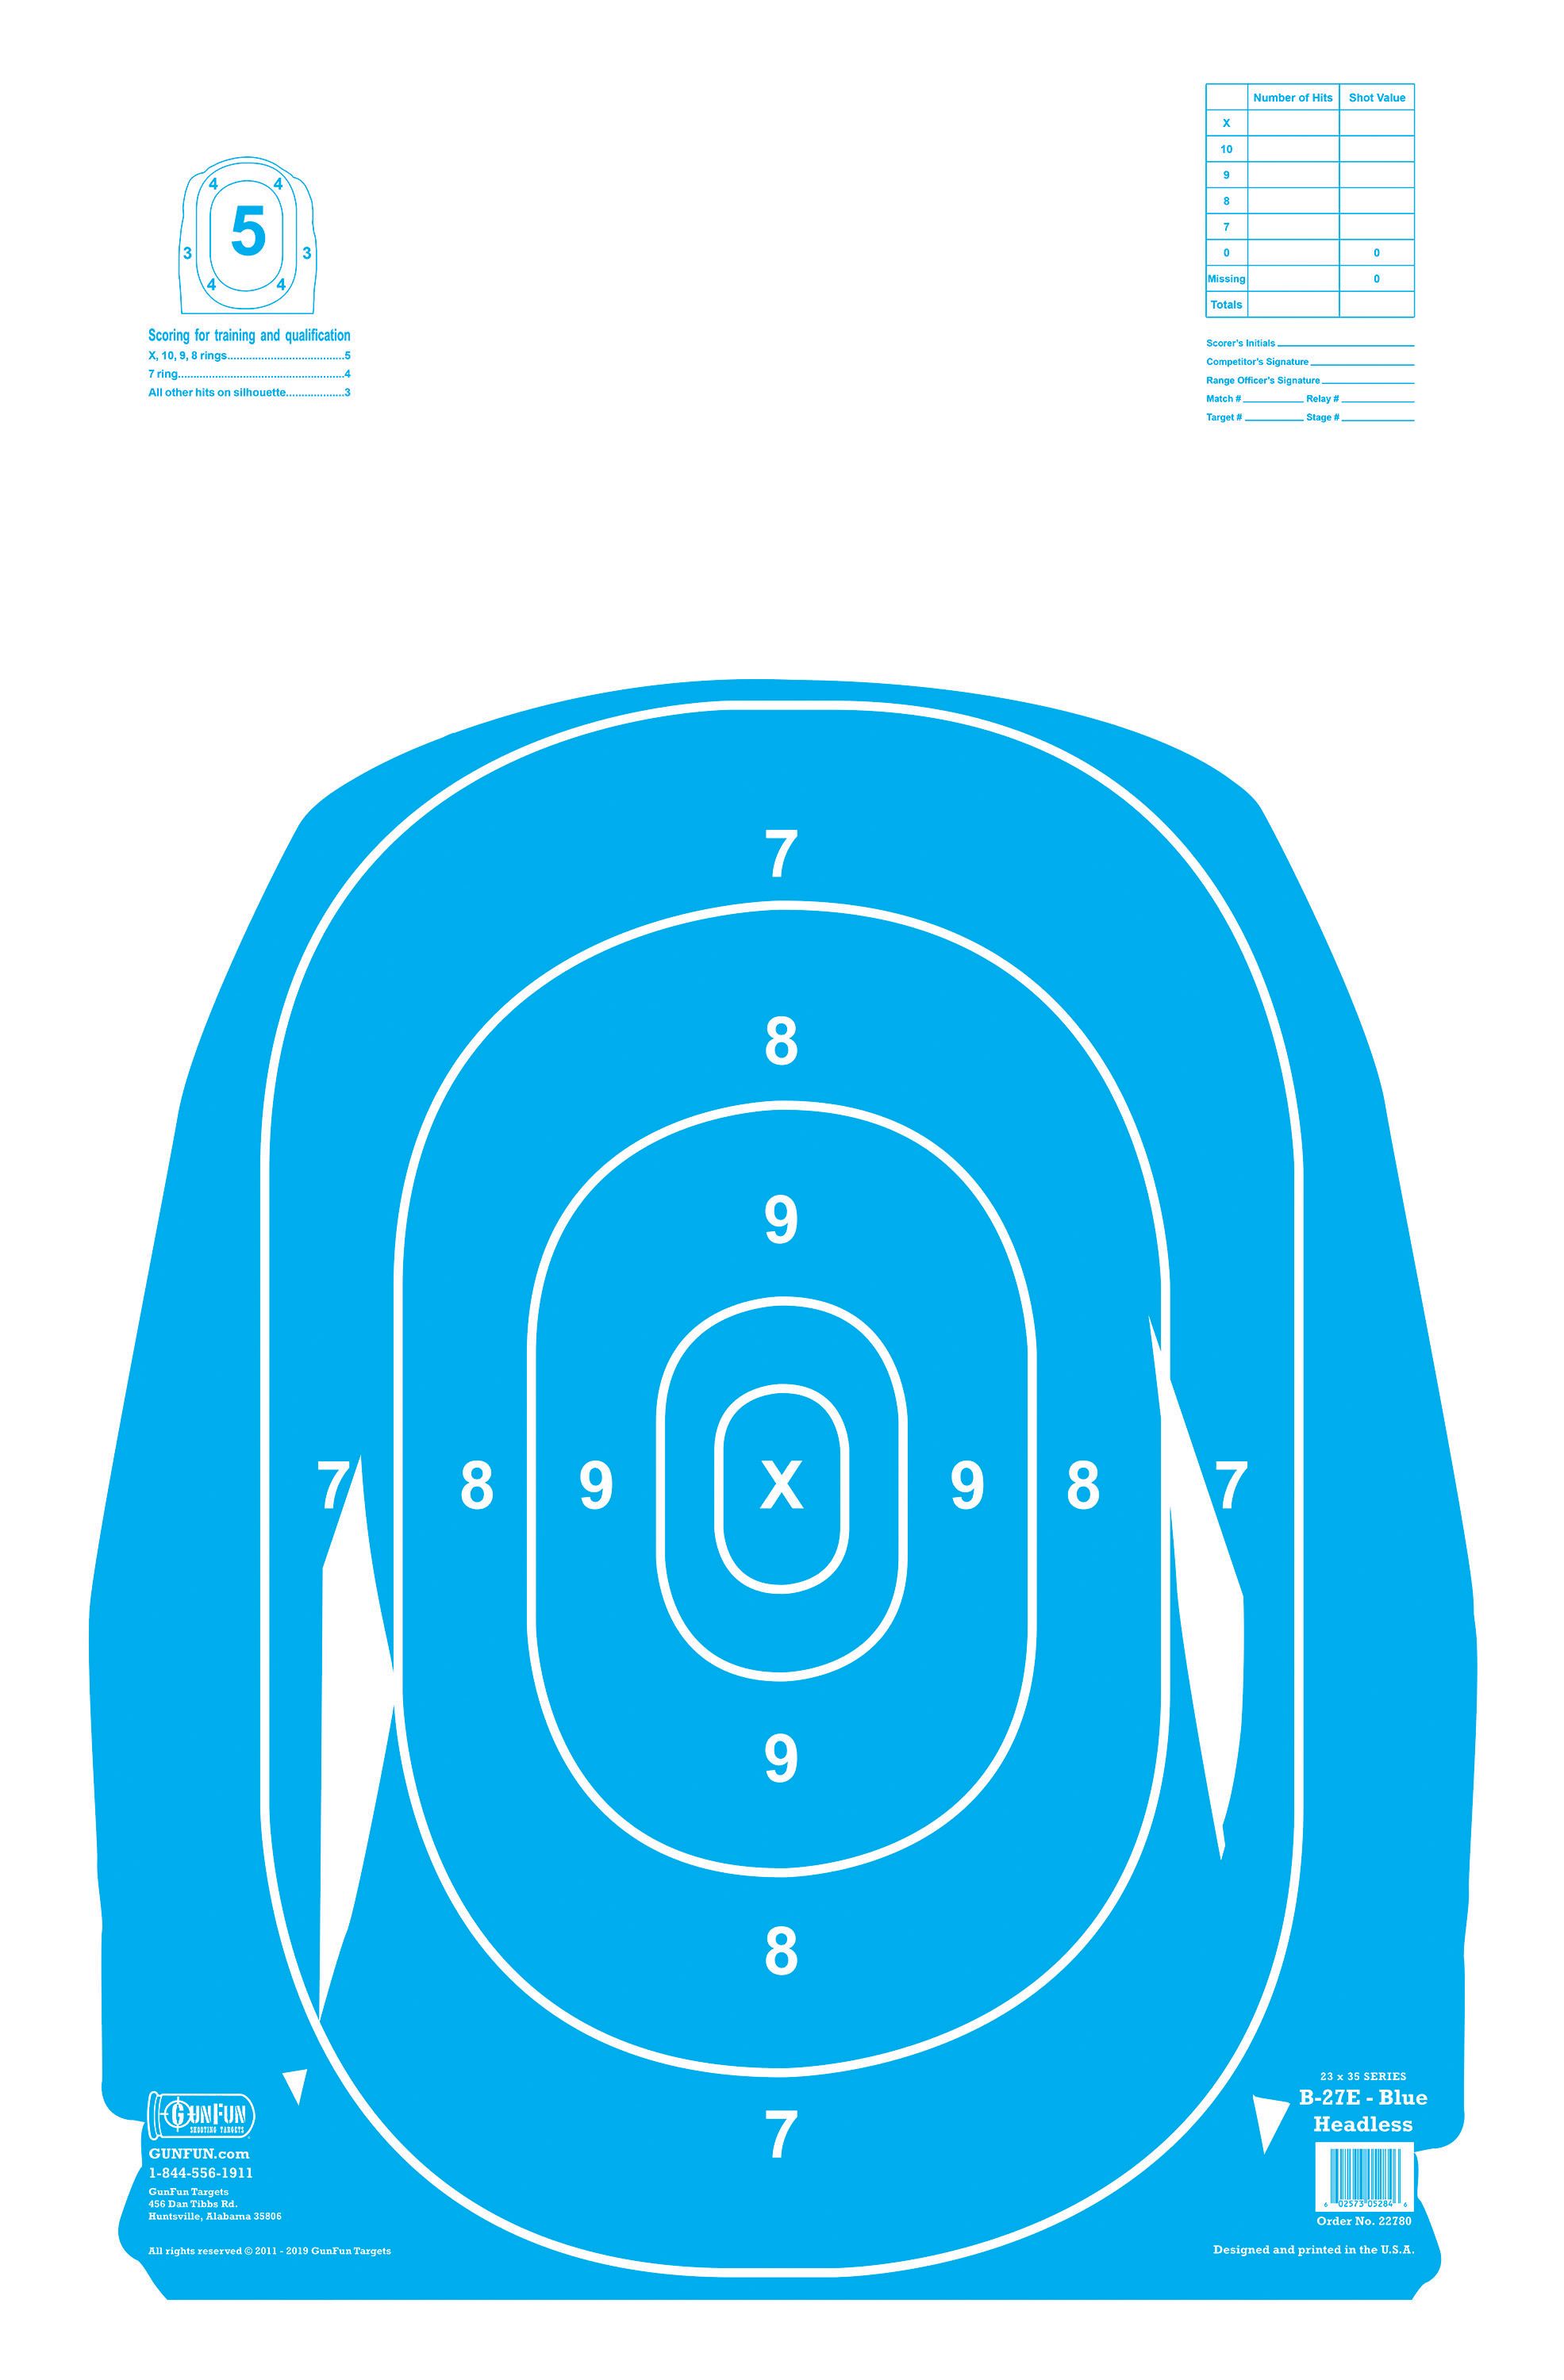 Number of Hits Shot Value
X
10
9
8
7
0 0
Missing 0
Totals
Scorer's Initials
Competitor's Signature
Range Officer's Signature
Match # Relay #
Target # Stage #
4 4
5
3 3
4 4
Scoring for training and qualification
X, 10, 9, 8 rings......................................5
7 ring......................................................4
All other hits on silhouette...................3
7
8
9
7 8 9 X 9 8 7
9
8
7
GUNFUN
SHOOTING TARGETS
GUNFUN.com
1-844-556-1911
GunFun Targets
456 Dan Tibbs Rd.
Huntsville, Alabama 35806
All rights reserved © 2011 - 2019 GunFun Targets
23 x 35 SERIES
B-27E - Blue
Headless
6 02573 05284 6
Order No. 22780
Designed and printed in the U.S.A.